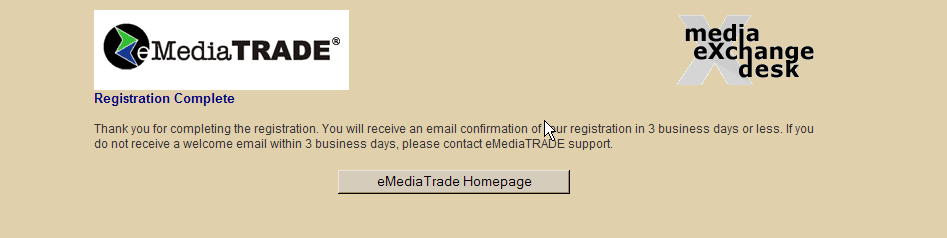 eMediaTRADE®
media
eXchange
desk
Registration Complete
Thank you for completing the registration. You will receive an email confirmation of your registration in 3 business days or less. If you
do not receive a welcome email within 3 business days, please contact eMediaTRADE support.
eMediaTrade Homepage